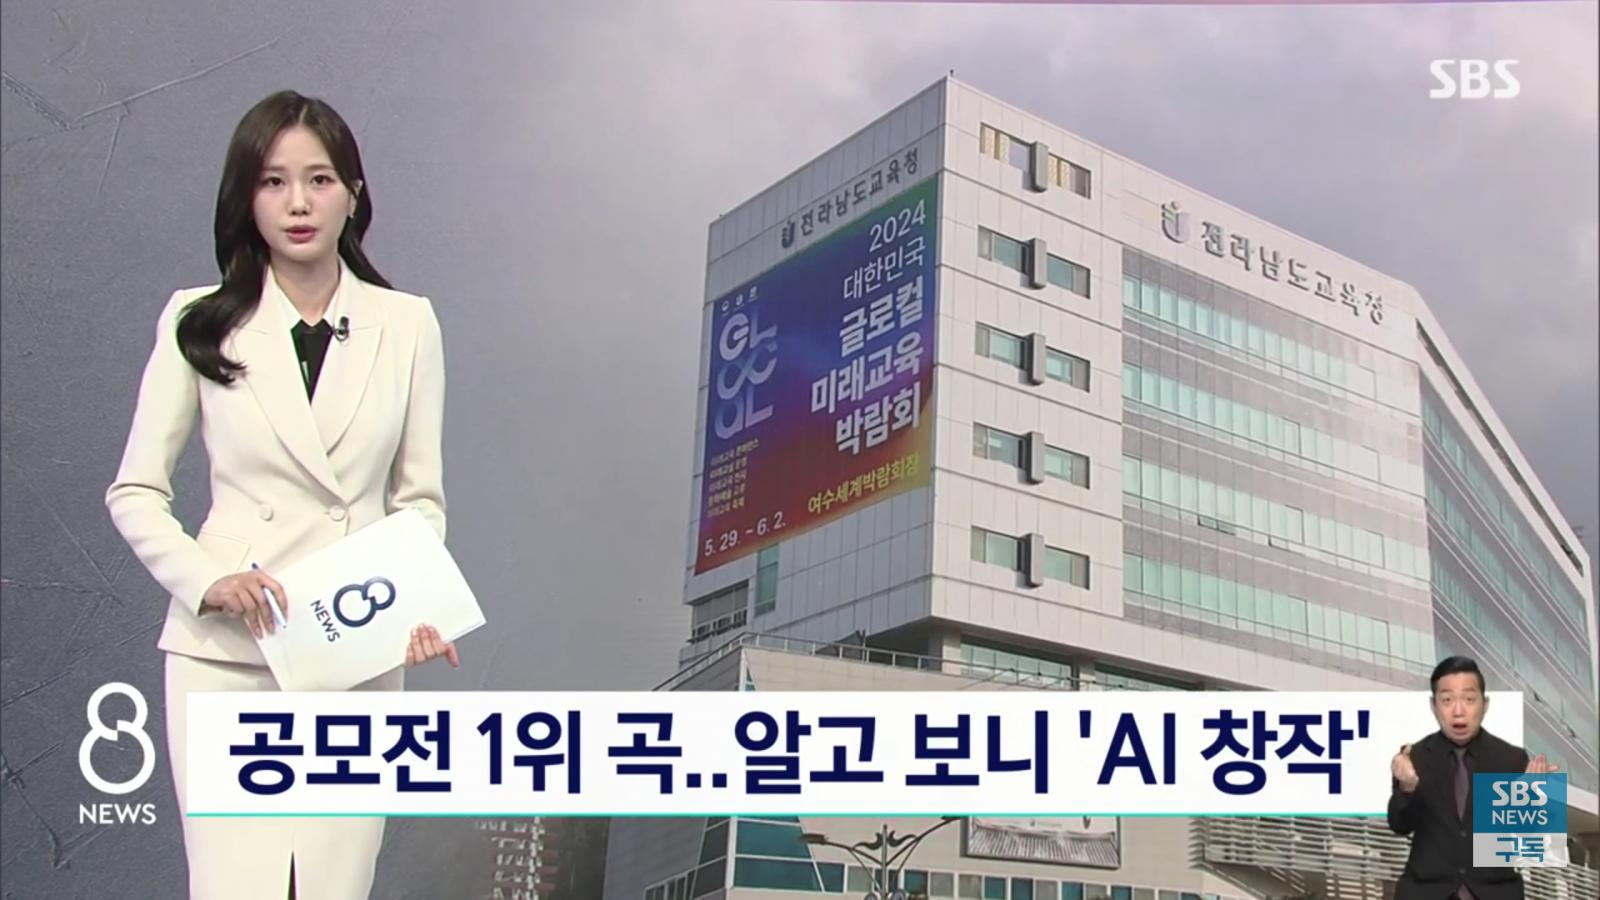 SBS
전라남도교육청
전라남도교육청
2024
대한민국
글로컬
미래교육
박람회
GLOCAL
여수세계박람회장
5. 29. - 6. 2.
8
NEWS
공모전 1위 곡..알고 보니 'AI 창작'
8
NEWS
SBS
NEWS
구독